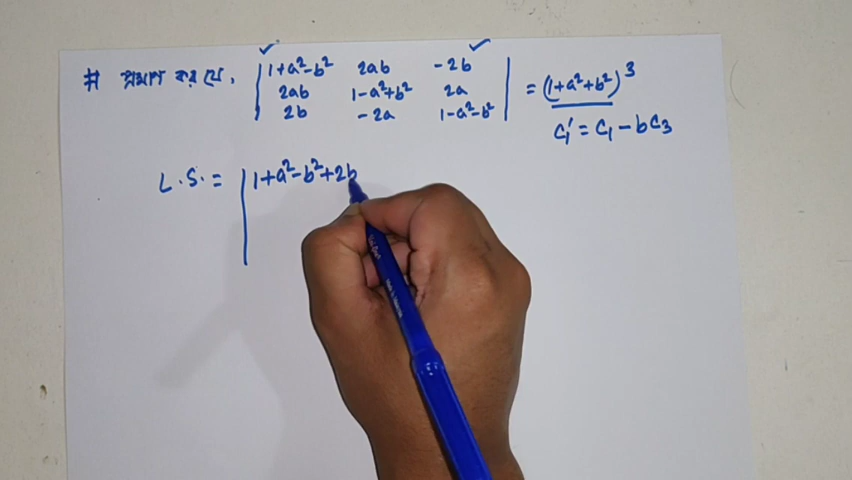 # প্রমাণ কর যে, | 1+a²-b² 2ab -2b | = (1+a²+b²)³
2ab 1-a²+b² 2a
2b -2a 1-a²-b²
c₁′ = c₁ - bc₃
L.S. = | 1+a²-b²+2b